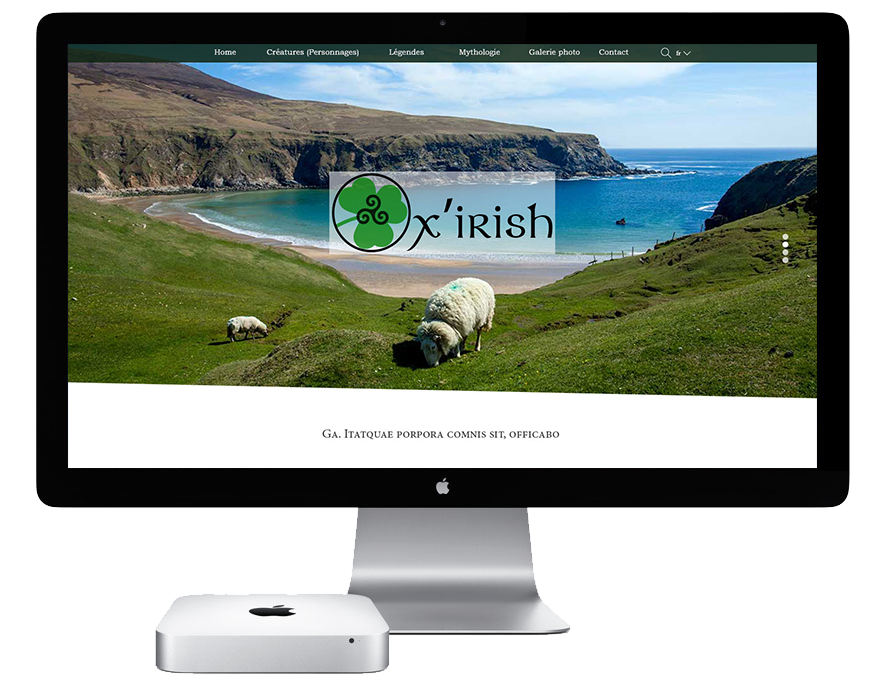 Home Créatures (Personnages) Légendes Mythologie Galerie photo Contact fr
x'irish
Ga. Itatquae porpora comnis sit, officabo